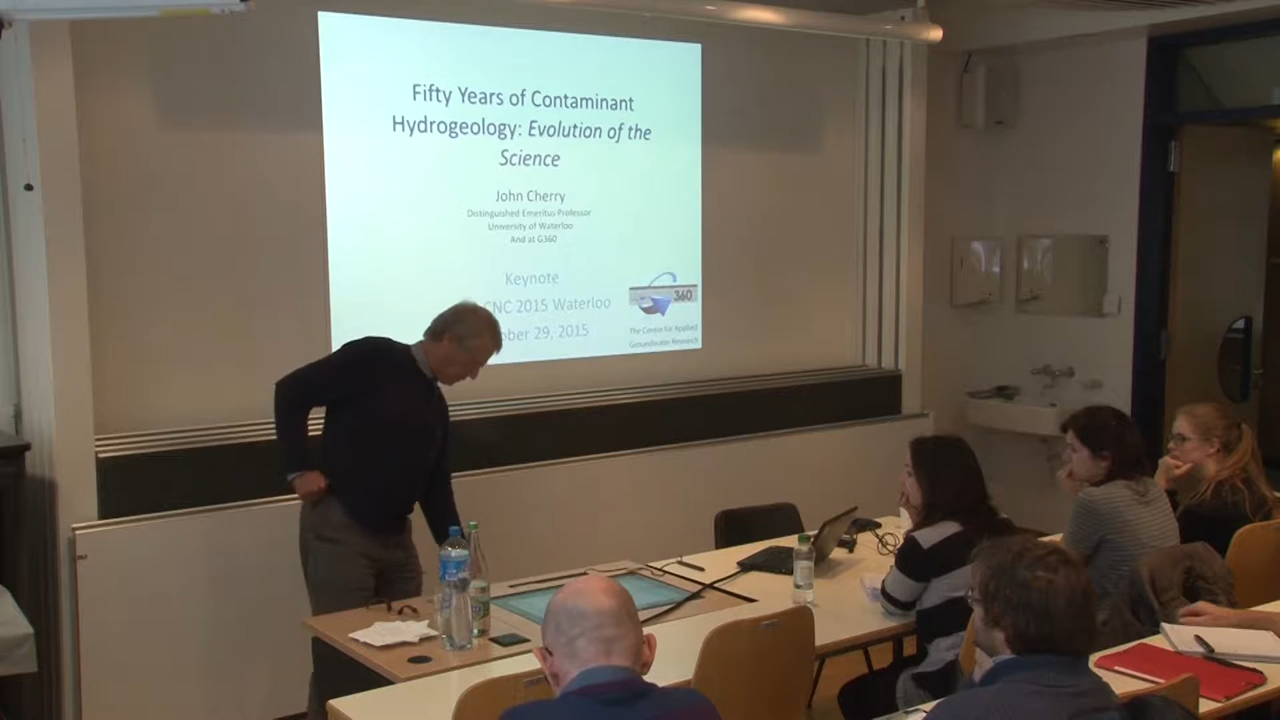 Fifty Years of Contaminant
Hydrogeology: Evolution of the
Science
John Cherry
Distinguished Emeritus Professor
University of Waterloo
And at G360
Keynote
CNC 2015 Waterloo
ber 29, 2015
360
The Centre for Applied
Groundwater Research